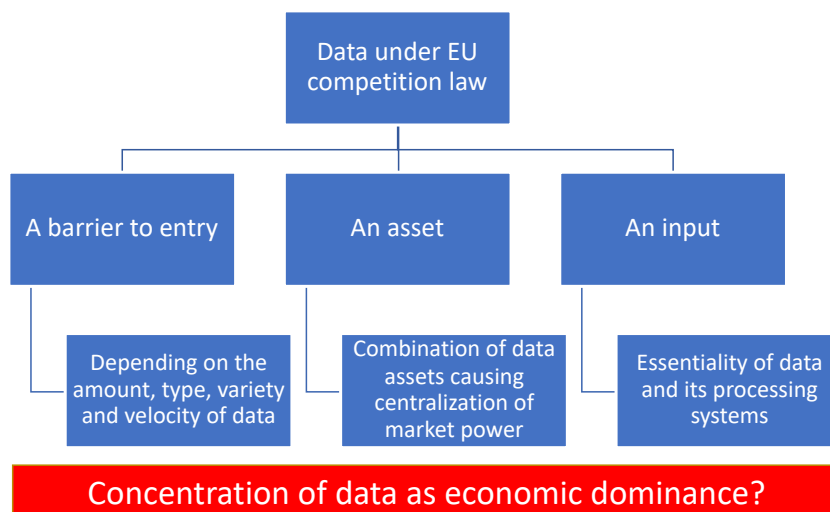 Data under EU
competition law
A barrier to entry
An asset
An input
Depending on the
amount, type, variety
and velocity of data
Combination of data
assets causing
centralization of
market power
Essentiality of data
and its processing
systems
Concentration of data as economic dominance?